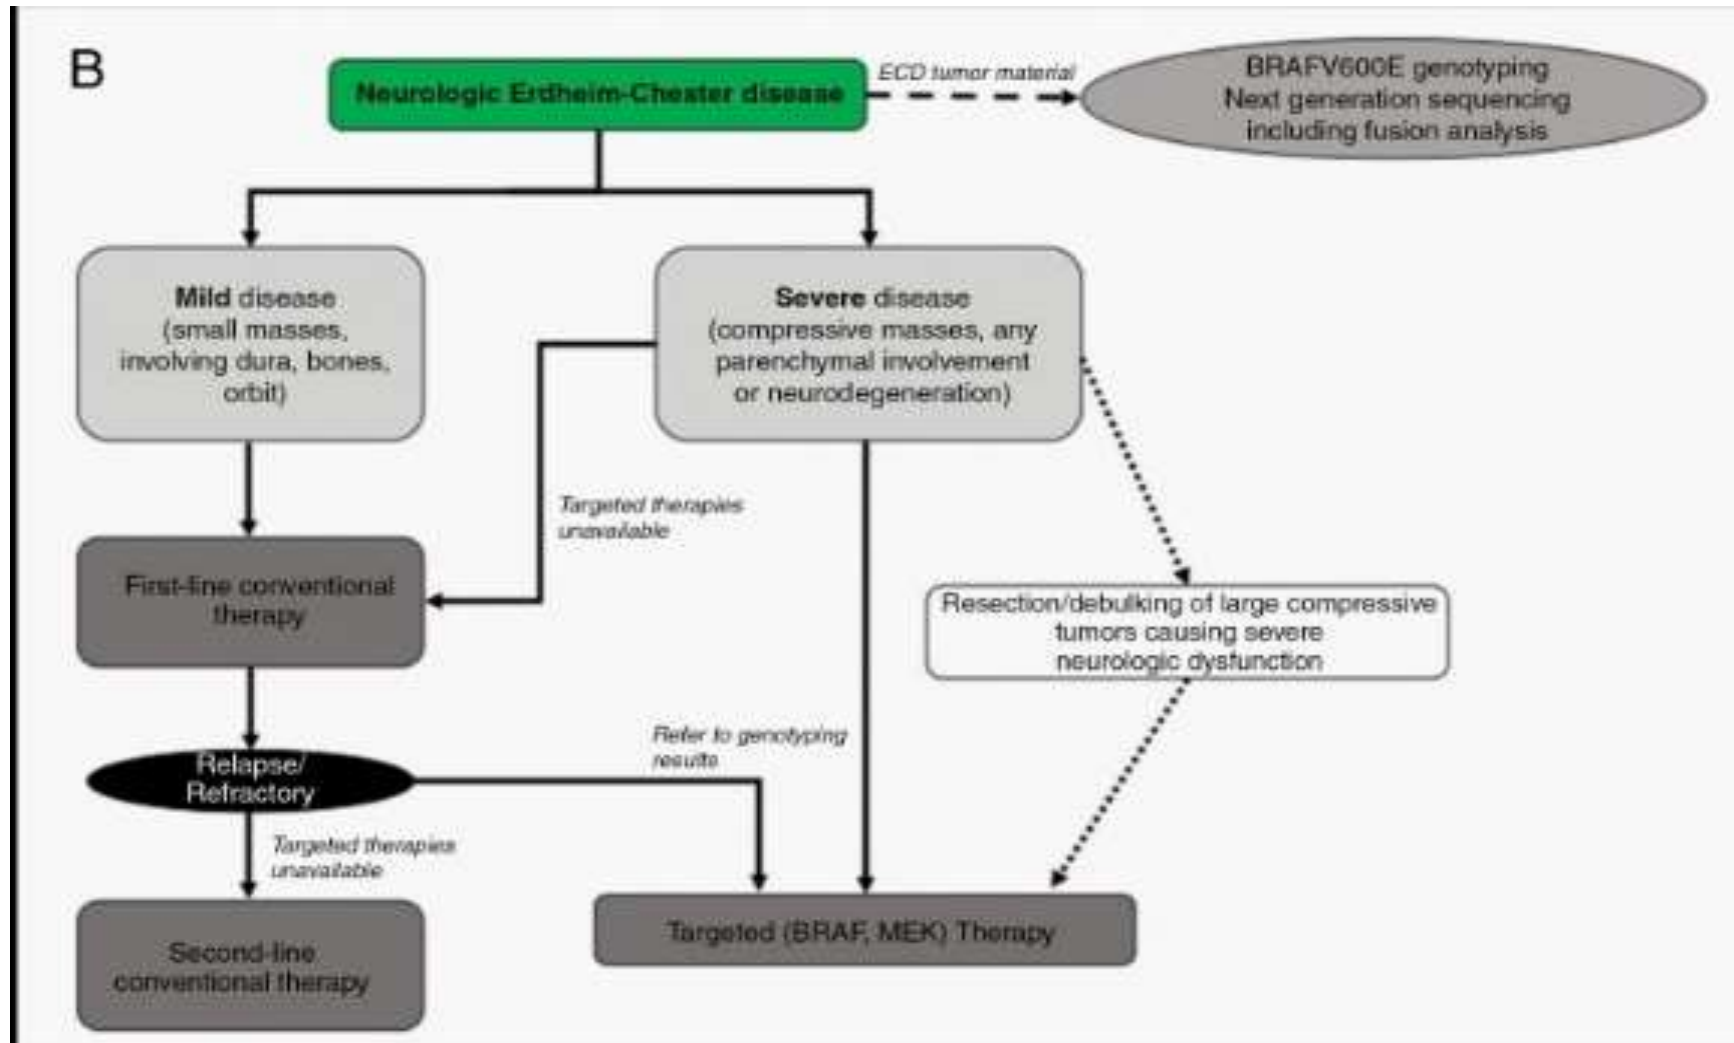 B
Neurologic Erdheim-Chester disease
ECD tumor material
BRAFV600E genotyping
Next generation sequencing
including fusion analysis
Mild disease
(small masses,
involving dura, bones,
orbit)
Severe disease
(compressive masses, any
parenchymal involvement
or neurodegeneration)
Targeted therapies
unavailable
First-line conventional
therapy
Resection/debulking of large compressive
tumors causing severe
neurologic dysfunction
Relapse/
Refractory
Refer to genotyping
results
Targeted therapies
unavailable
Second-line
conventional therapy
Targeted (BRAF, MEK) Therapy